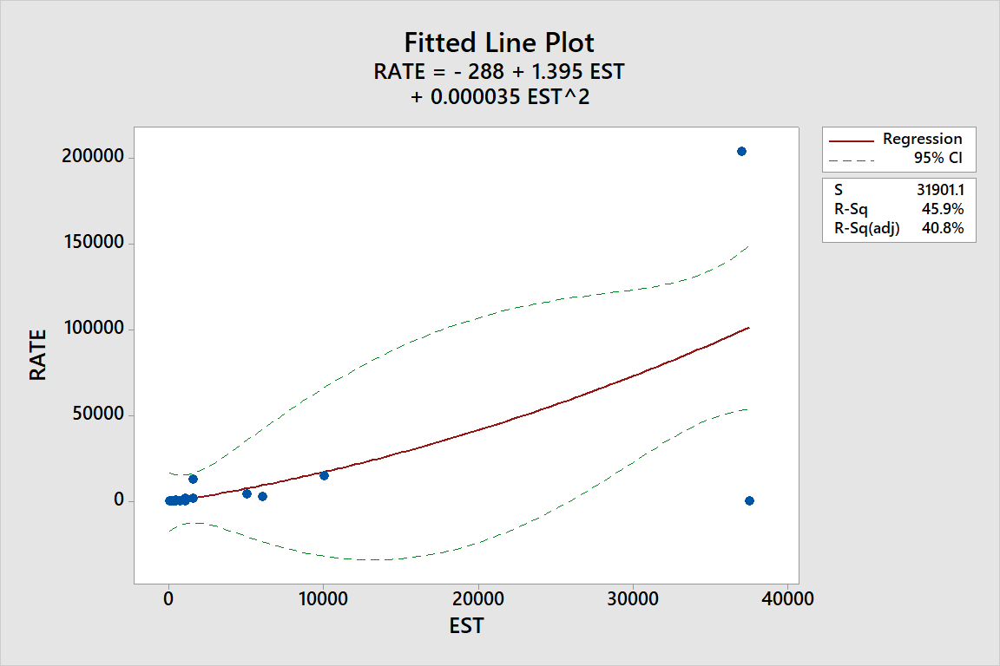 Fitted Line Plot
RATE = - 288 + 1.395 EST
+ 0.000035 EST^2
Regression
95% CI
S 31901.1
R-Sq 45.9%
R-Sq(adj) 40.8%
200000
150000
100000
50000
0
RATE
0 10000 20000 30000 40000
EST